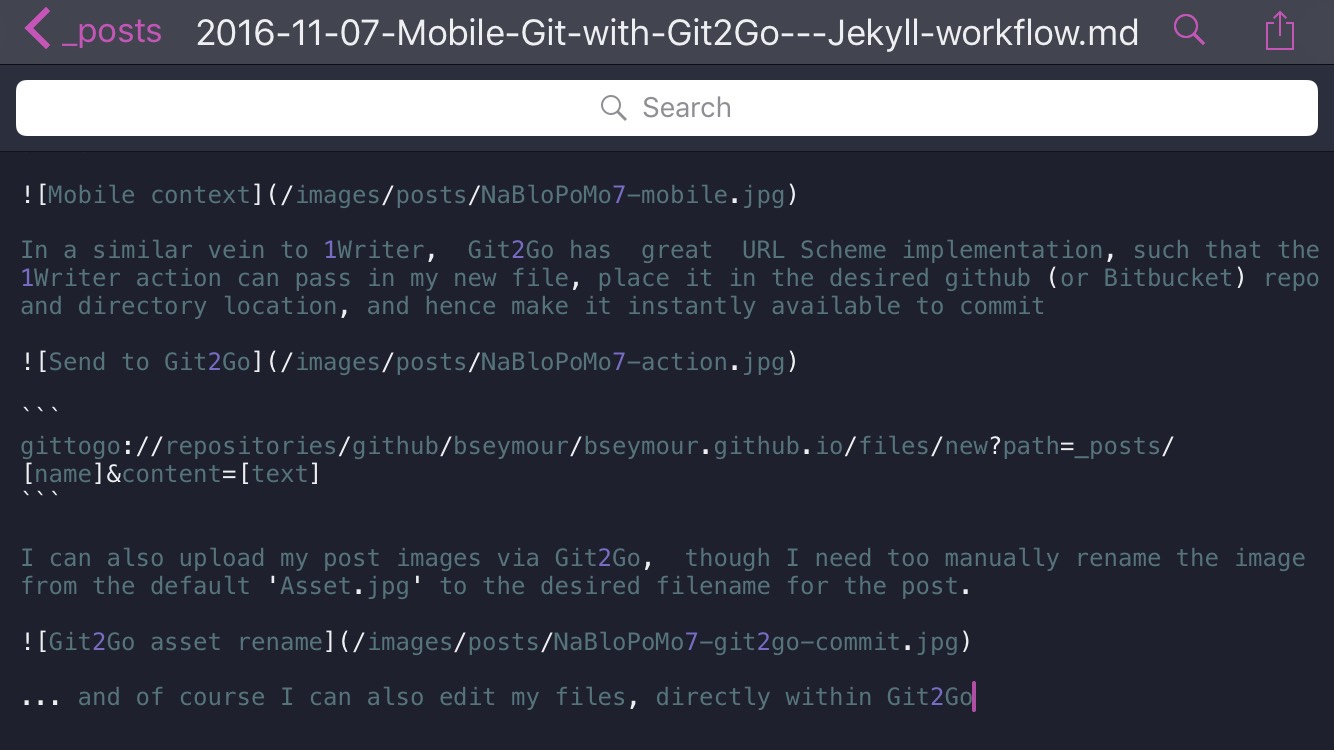 _posts 2016-11-07-Mobile-Git-with-Git2Go---Jekyll-workflow.md
Search
![Mobile context](/images/posts/NaBloPoMo7-mobile.jpg)
In a similar vein to 1Writer,  Git2Go has  great  URL Scheme implementation, such that the
1Writer action can pass in my new file, place it in the desired github (or Bitbucket) repo
and directory location, and hence make it instantly available to commit
![Send to Git2Go](/images/posts/NaBloPoMo7-action.jpg)
```
gittogo://repositories/github/bseymour/bseymour.github.io/files/new?path=_posts/
[name]&content=[text]
```
I can also upload my post images via Git2Go,  though I need too manually rename the image
from the default 'Asset.jpg' to the desired filename for the post.
![Git2Go asset rename](/images/posts/NaBloPoMo7-git2go-commit.jpg)
... and of course I can also edit my files, directly within Git2Go